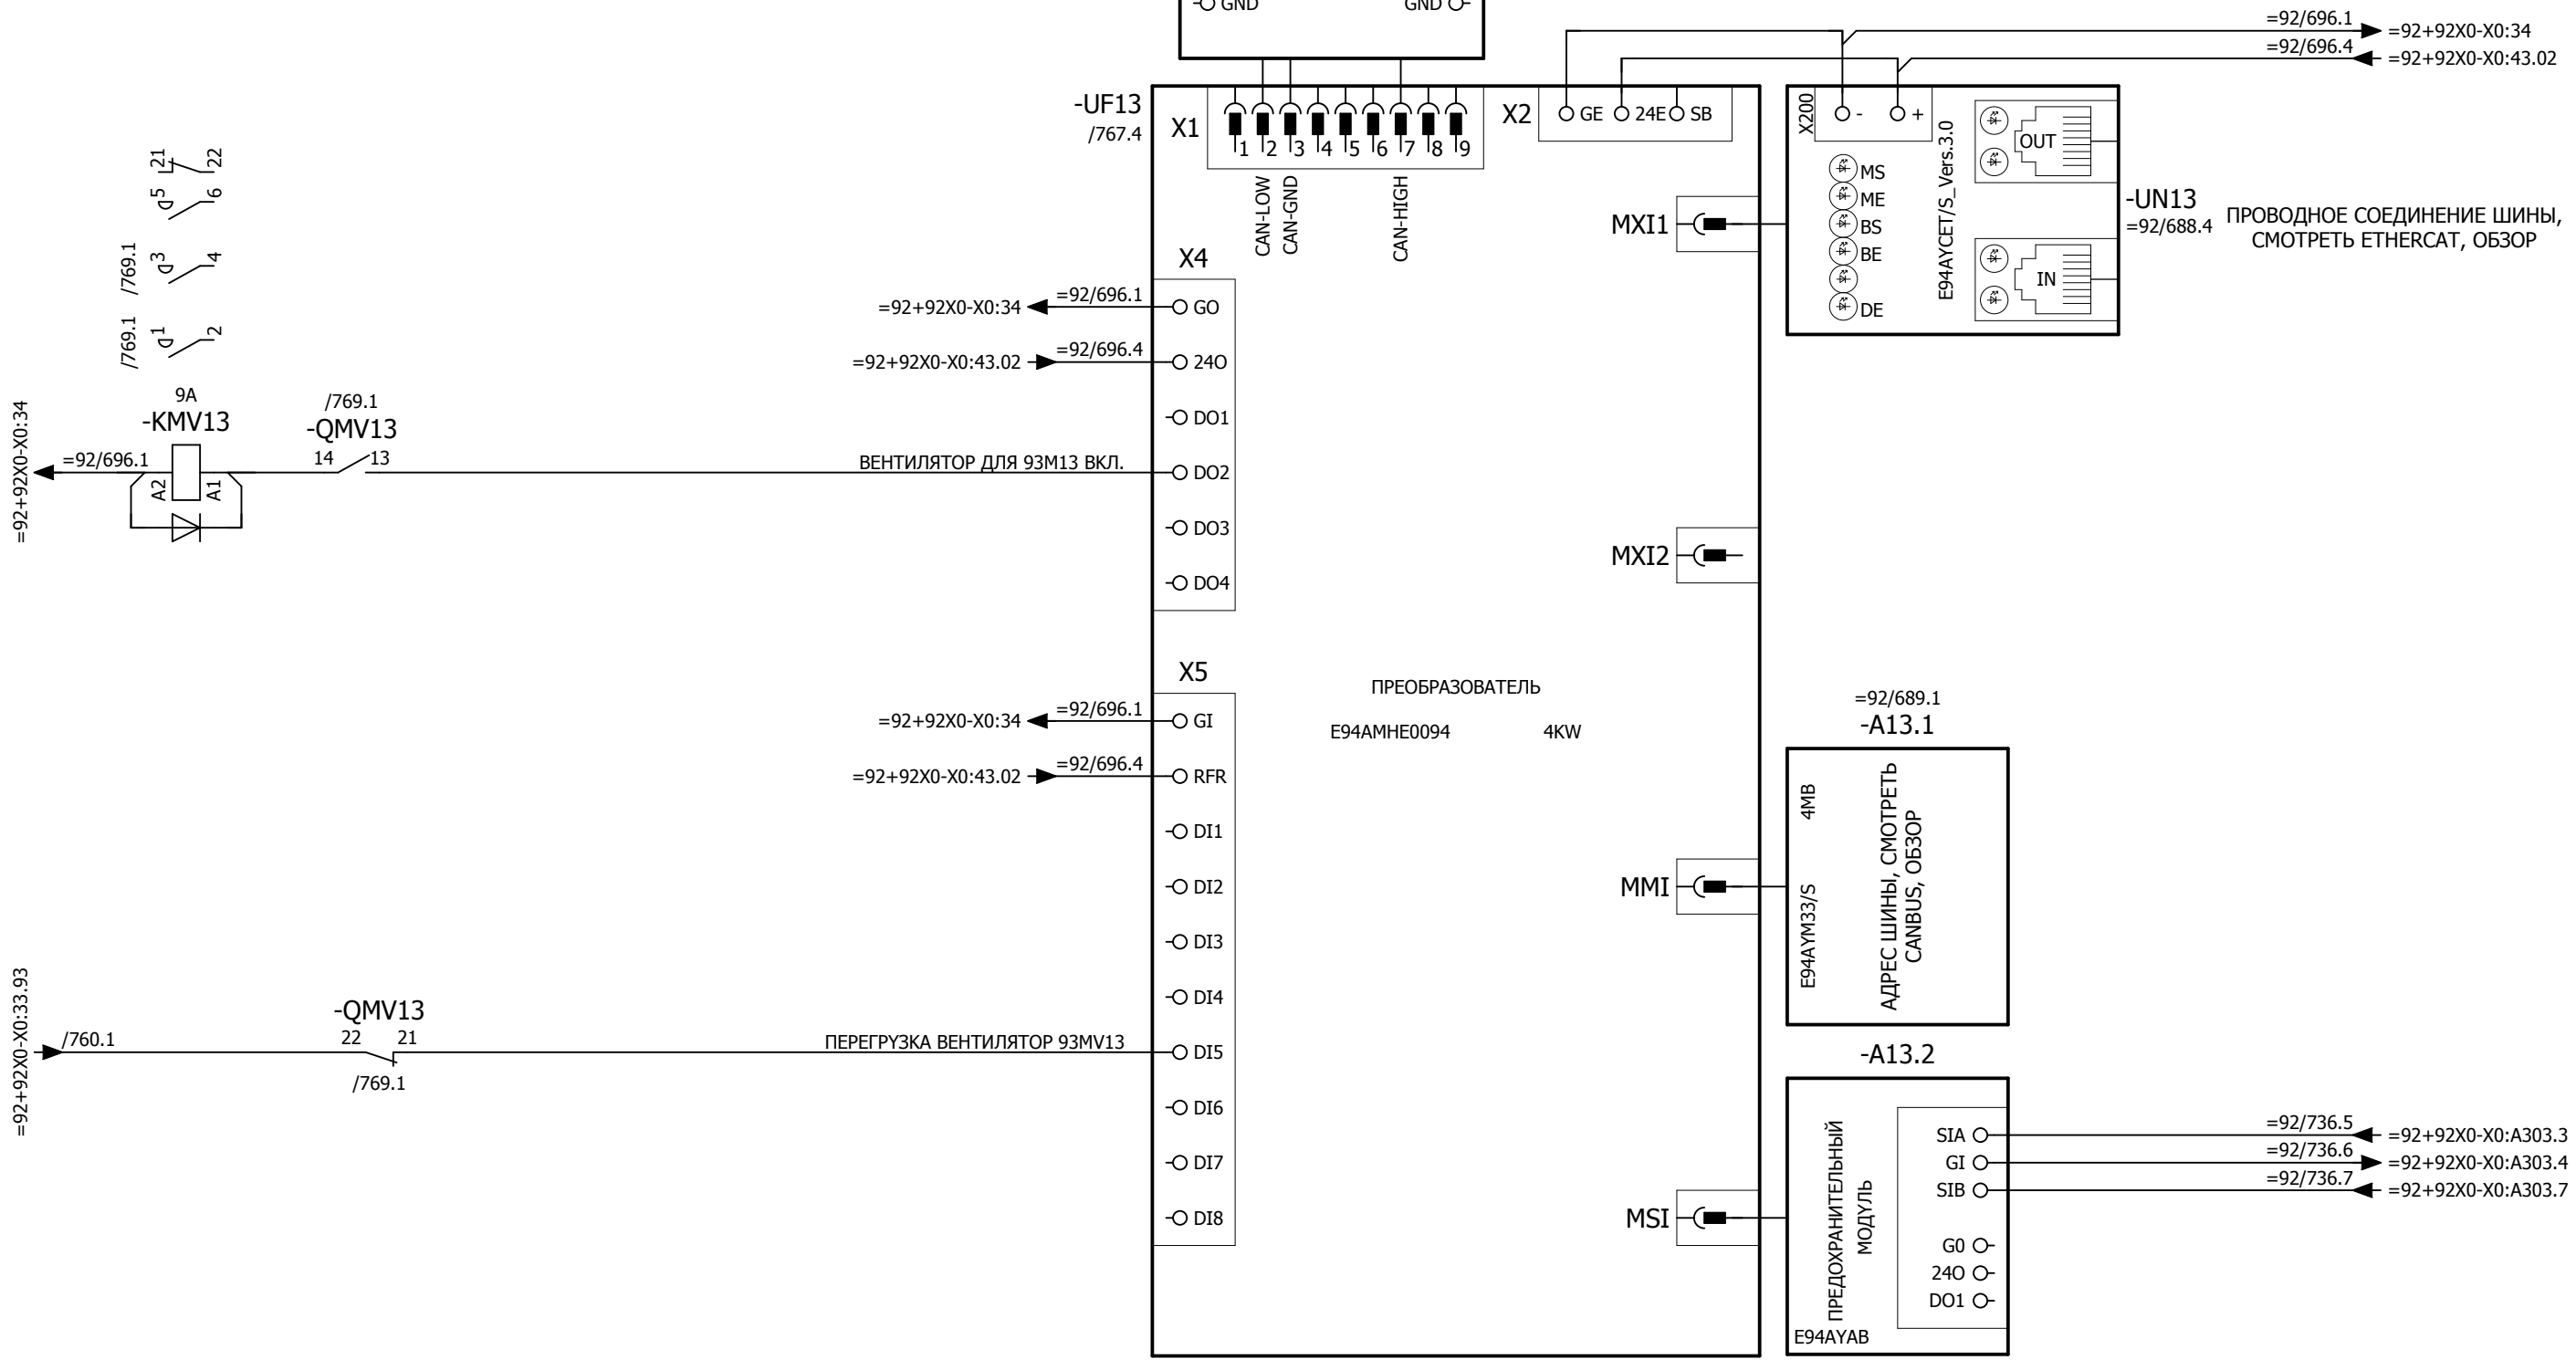 GND
GND
=92/696.1
=92+92X0-X0:34
=92/696.4
=92+92X0-X0:43.02
-UF13
/767.4
X1
1 2 3 4 5 6 7 8 9
CAN-LOW
CAN-GND
CAN-HIGH
X2
GE 24E SB
X200
- +
MS
ME
BS
BE
DE
E94AYCET/S_Vers.3.0
OUT
IN
-UN13
=92/688.4
ПРОВОДНОЕ СОЕДИНЕНИЕ ШИНЫ,
СМОТРЕТЬ ETHERCAT, ОБЗОР
21 22
5 6
/769.1
3 4
/769.1
1 2
9A
-KMV13
/769.1
-QMV13
14 13
=92+92X0-X0:34
=92/696.1
A2 A1
ВЕНТИЛЯТОР ДЛЯ 93M13 ВКЛ.
X4
=92+92X0-X0:34
=92/696.1
GO
=92+92X0-X0:43.02
=92/696.4
24O
DO1
DO2
DO3
DO4
MXI1
MXI2
X5
=92+92X0-X0:34
=92/696.1
GI
=92+92X0-X0:43.02
=92/696.4
RFR
DI1
DI2
DI3
DI4
DI5
DI6
DI7
DI8
ПРЕОБРАЗОВАТЕЛЬ
E94AMHE0094 4KW
=92+92X0-X0:33.93
/760.1
-QMV13
22 21
/769.1
ПЕРЕГРУЗКА ВЕНТИЛЯТОР 93MV13
MMI
MSI
=92/689.1
-A13.1
E94AYM33/S 4MB
АДРЕС ШИНЫ, СМОТРЕТЬ
CANBUS, ОБЗОР
-A13.2
ПРЕДОХРАНИТЕЛЬНЫЙ
МОДУЛЬ
E94AYAB
SIA
GI
SIB
G0
24O
DO1
=92/736.5
=92+92X0-X0:A303.3
=92/736.6
=92+92X0-X0:A303.4
=92/736.7
=92+92X0-X0:A303.7